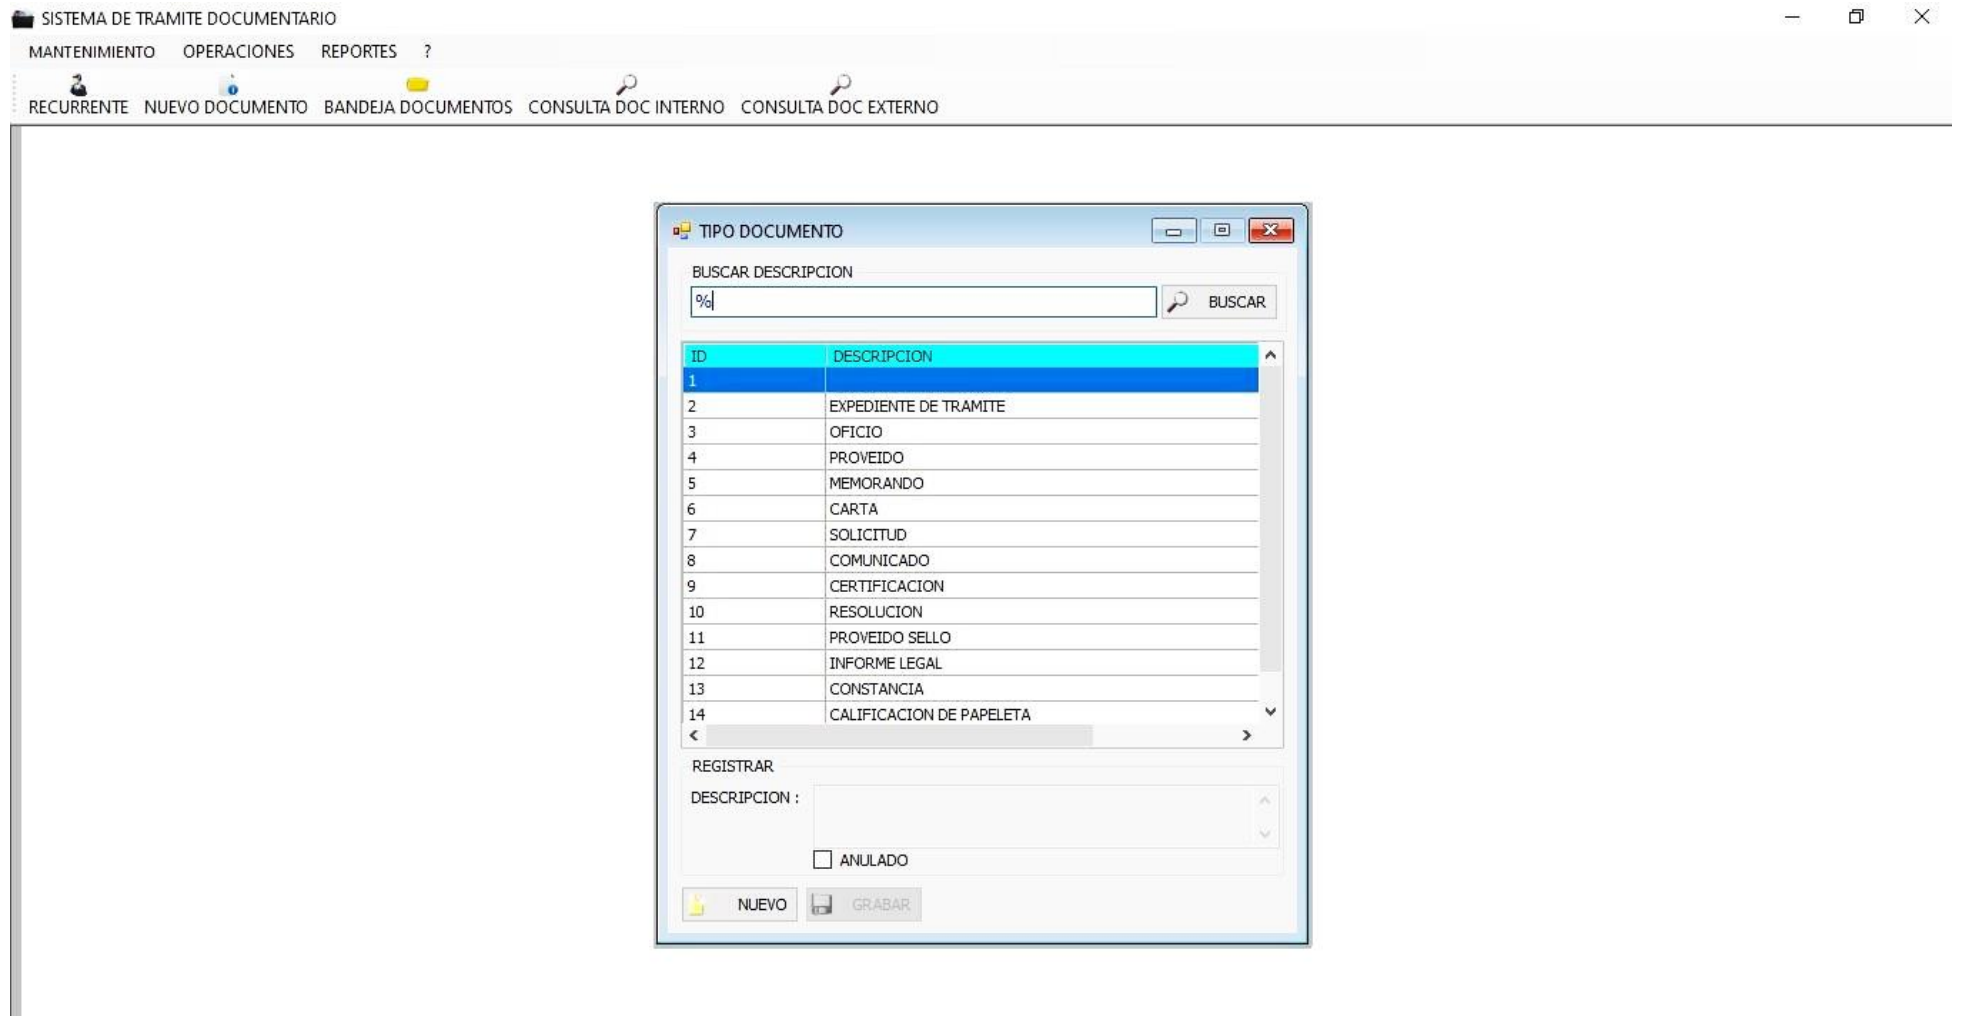 SISTEMA DE TRAMITE DOCUMENTARIO
MANTENIMIENTO OPERACIONES REPORTES ?
RECURRENTE NUEVO DOCUMENTO BANDEJA DOCUMENTOS CONSULTA DOC INTERNO CONSULTA DOC EXTERNO
TIPO DOCUMENTO
BUSCAR DESCRIPCION
% BUSCAR
ID DESCRIPCION
1
2 EXPEDIENTE DE TRAMITE
3 OFICIO
4 PROVEIDO
5 MEMORANDO
6 CARTA
7 SOLICITUD
8 COMUNICADO
9 CERTIFICACION
10 RESOLUCION
11 PROVEIDO SELLO
12 INFORME LEGAL
13 CONSTANCIA
14 CALIFICACION DE PAPELETA
REGISTRAR
DESCRIPCION :
ANULADO
NUEVO GRABAR